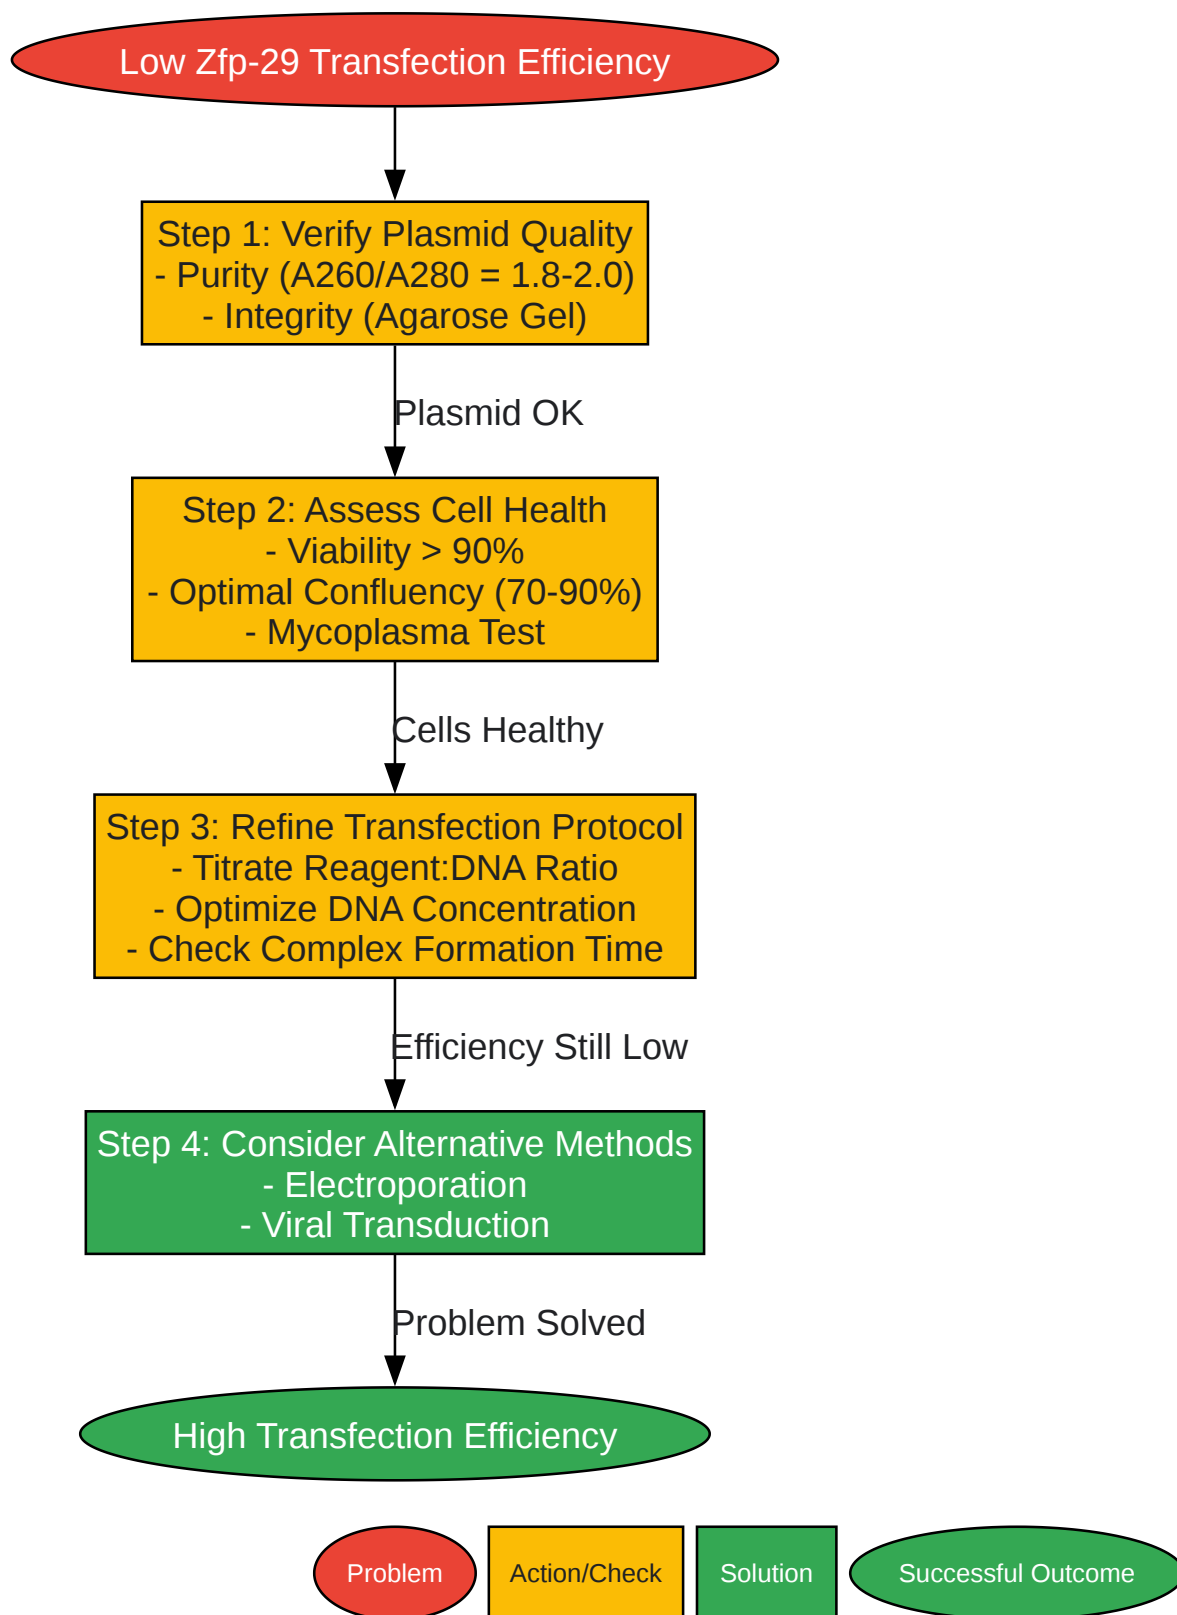 Low Zfp-29 Transfection Efficiency
Step 1: Verify Plasmid Quality
- Purity (A260/A280 = 1.8-2.0)
- Integrity (Agarose Gel)
Plasmid OK
Step 2: Assess Cell Health
- Viability > 90%
- Optimal Confluency (70-90%)
- Mycoplasma Test
Cells Healthy
Step 3: Refine Transfection Protocol
- Titrate Reagent:DNA Ratio
- Optimize DNA Concentration
- Check Complex Formation Time
Efficiency Still Low
Step 4: Consider Alternative Methods
- Electroporation
- Viral Transduction
Problem Solved
High Transfection Efficiency
Problem
Action/Check
Solution
Successful Outcome